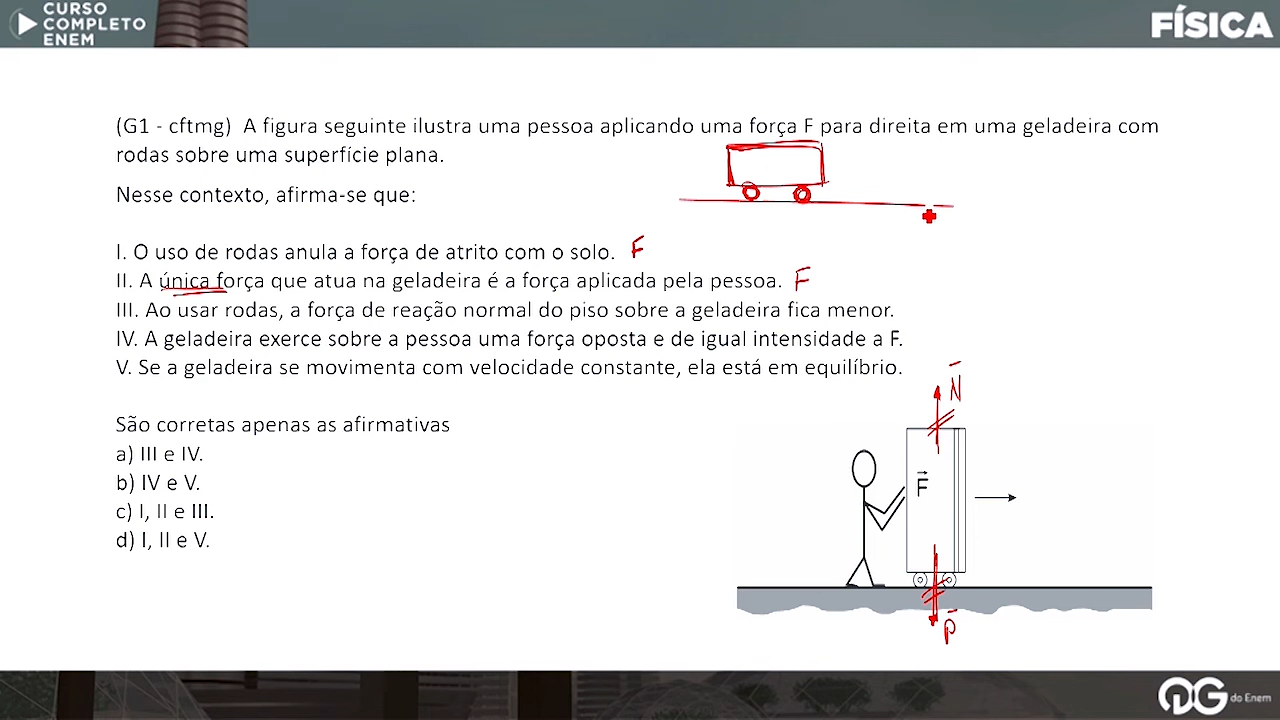 CURSO
COMPLETO
ENEM
FÍSICA
(G1 - cftmg) A figura seguinte ilustra uma pessoa aplicando uma força F para direita em uma geladeira com
rodas sobre uma superfície plana.
Nesse contexto, afirma-se que:
I. O uso de rodas anula a força de atrito com o solo. F
II. A única força que atua na geladeira é a força aplicada pela pessoa. F
III. Ao usar rodas, a força de reação normal do piso sobre a geladeira fica menor.
IV. A geladeira exerce sobre a pessoa uma força oposta e de igual intensidade a F.
V. Se a geladeira se movimenta com velocidade constante, ela está em equilíbrio.
N
São corretas apenas as afirmativas
a) III e IV.
b) IV e V.
c) I, II e III.
d) I, II e V.
F
P
QG do Enem